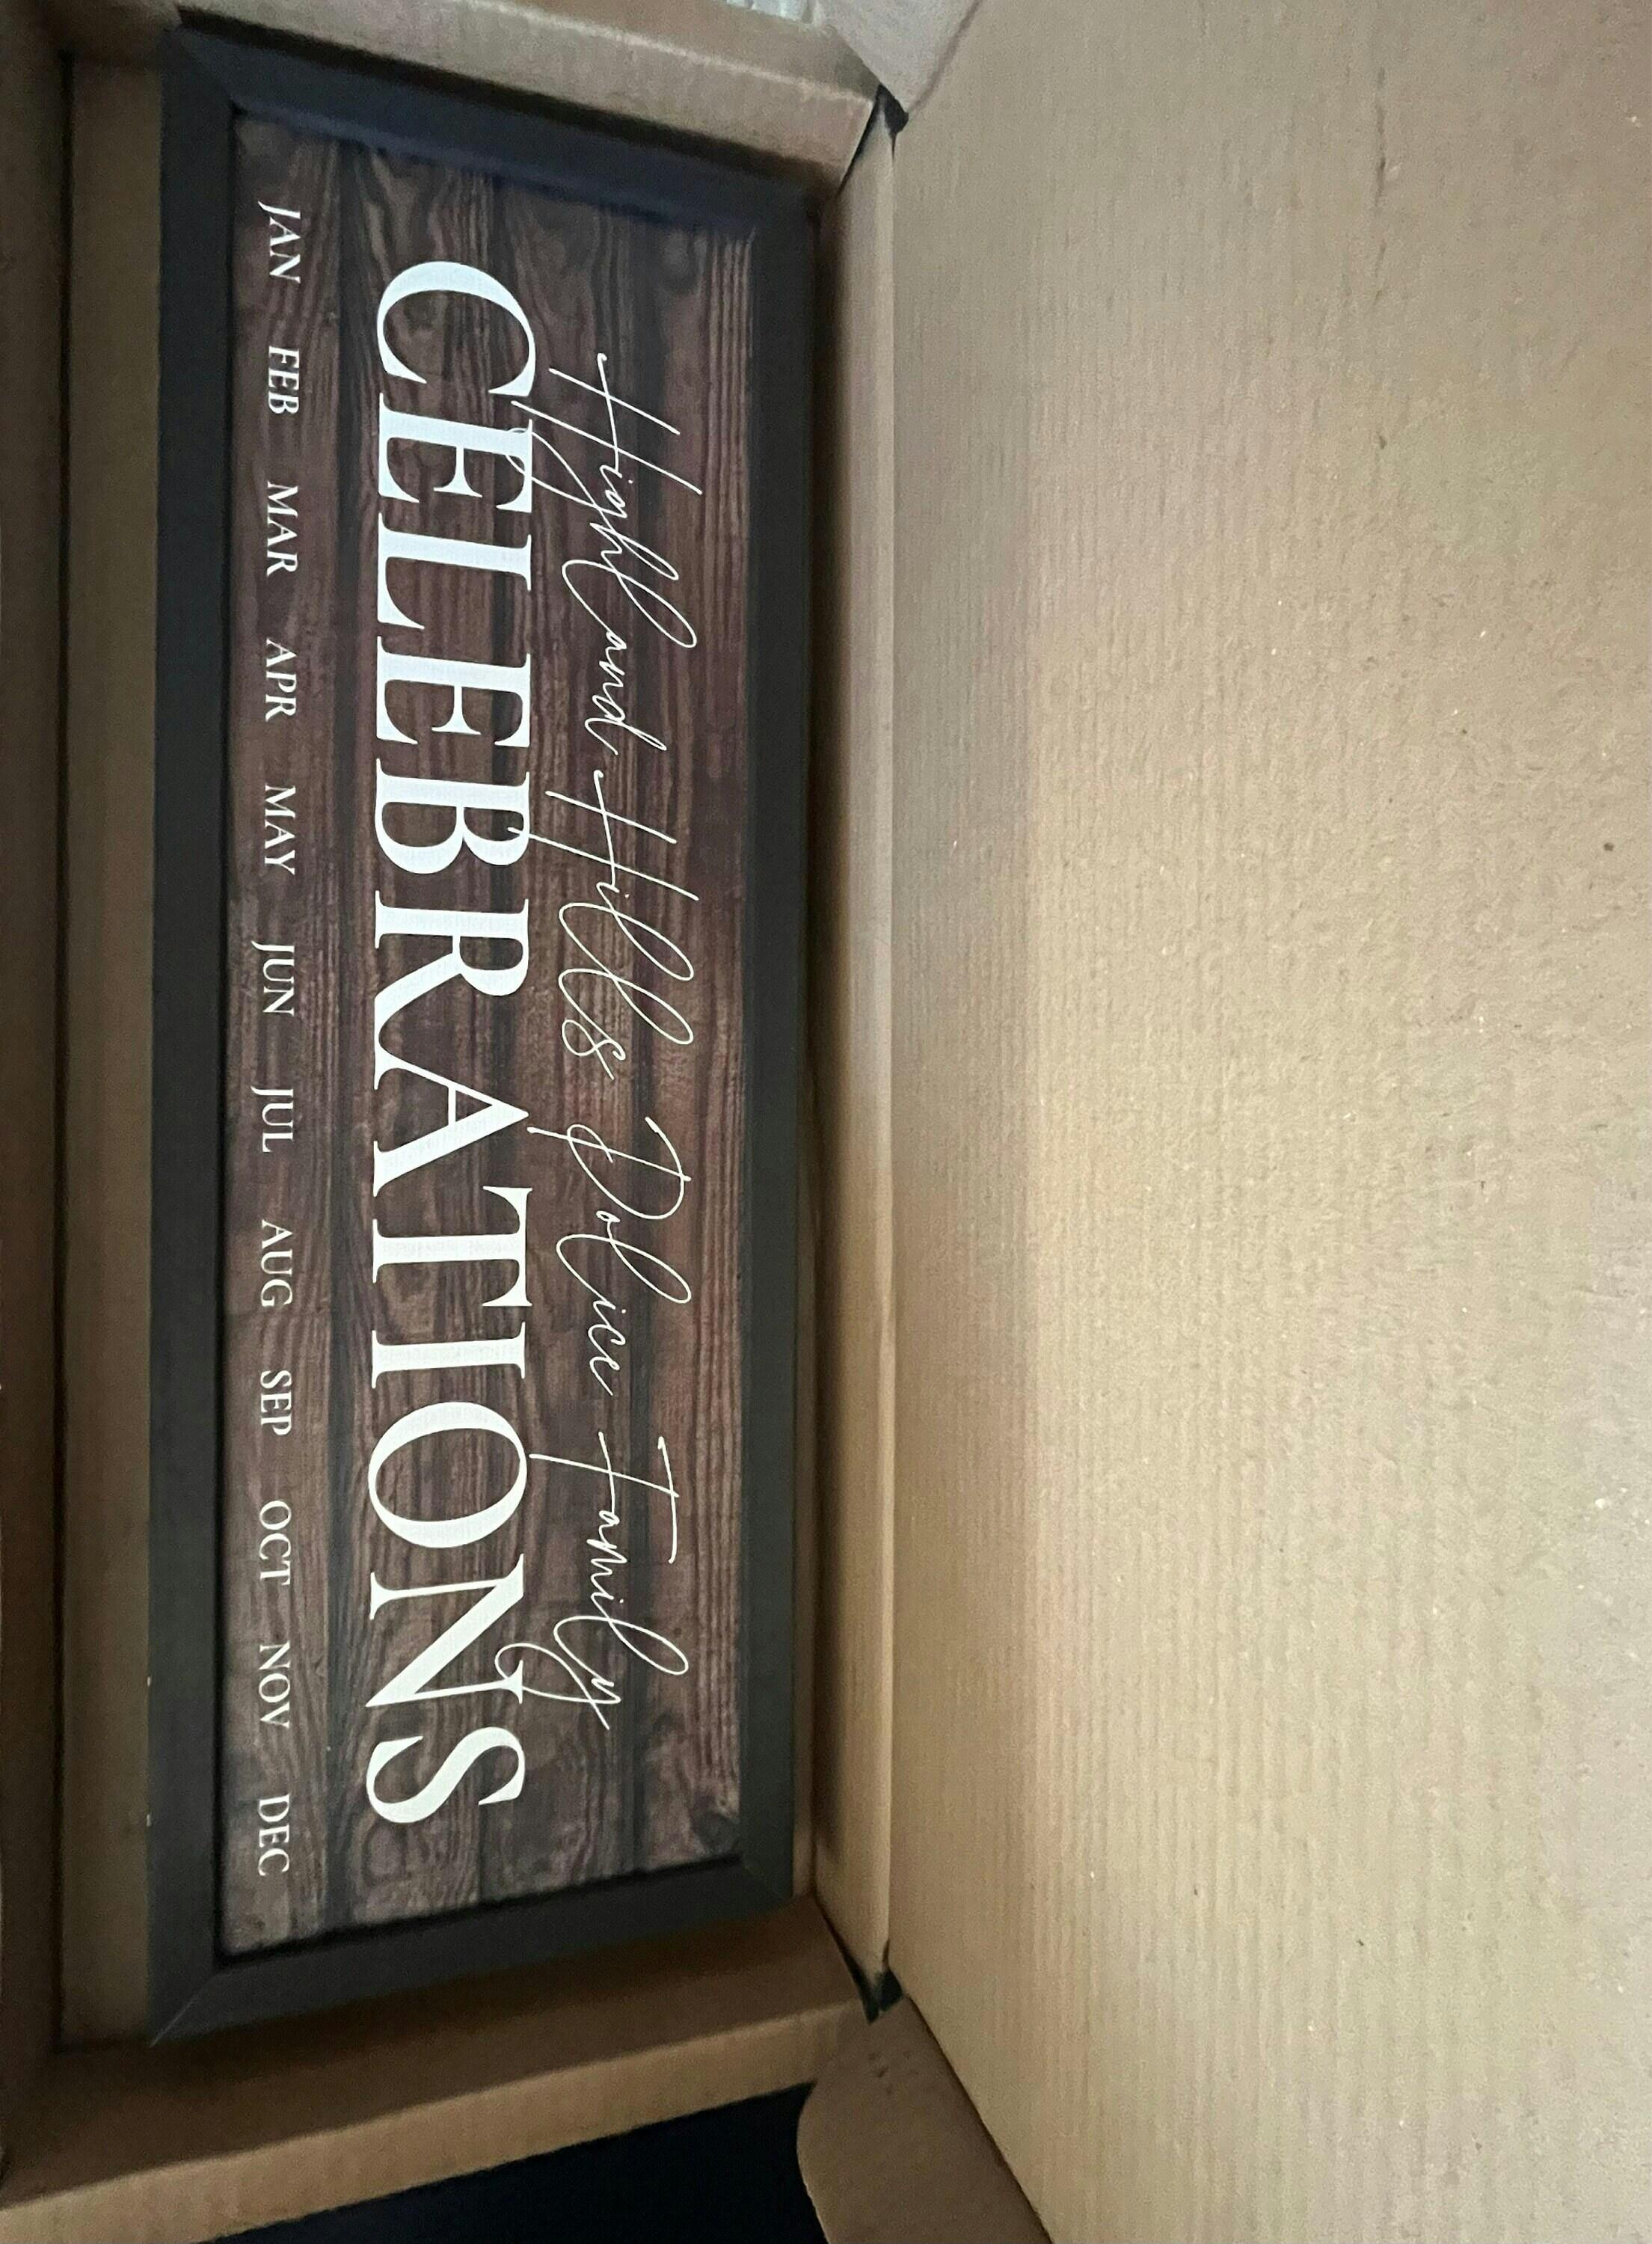 Highland Hills Police Family
CELEBRATIONS
JAN FEB MAR APR MAY JUN JUL AUG SEP OCT NOV DEC